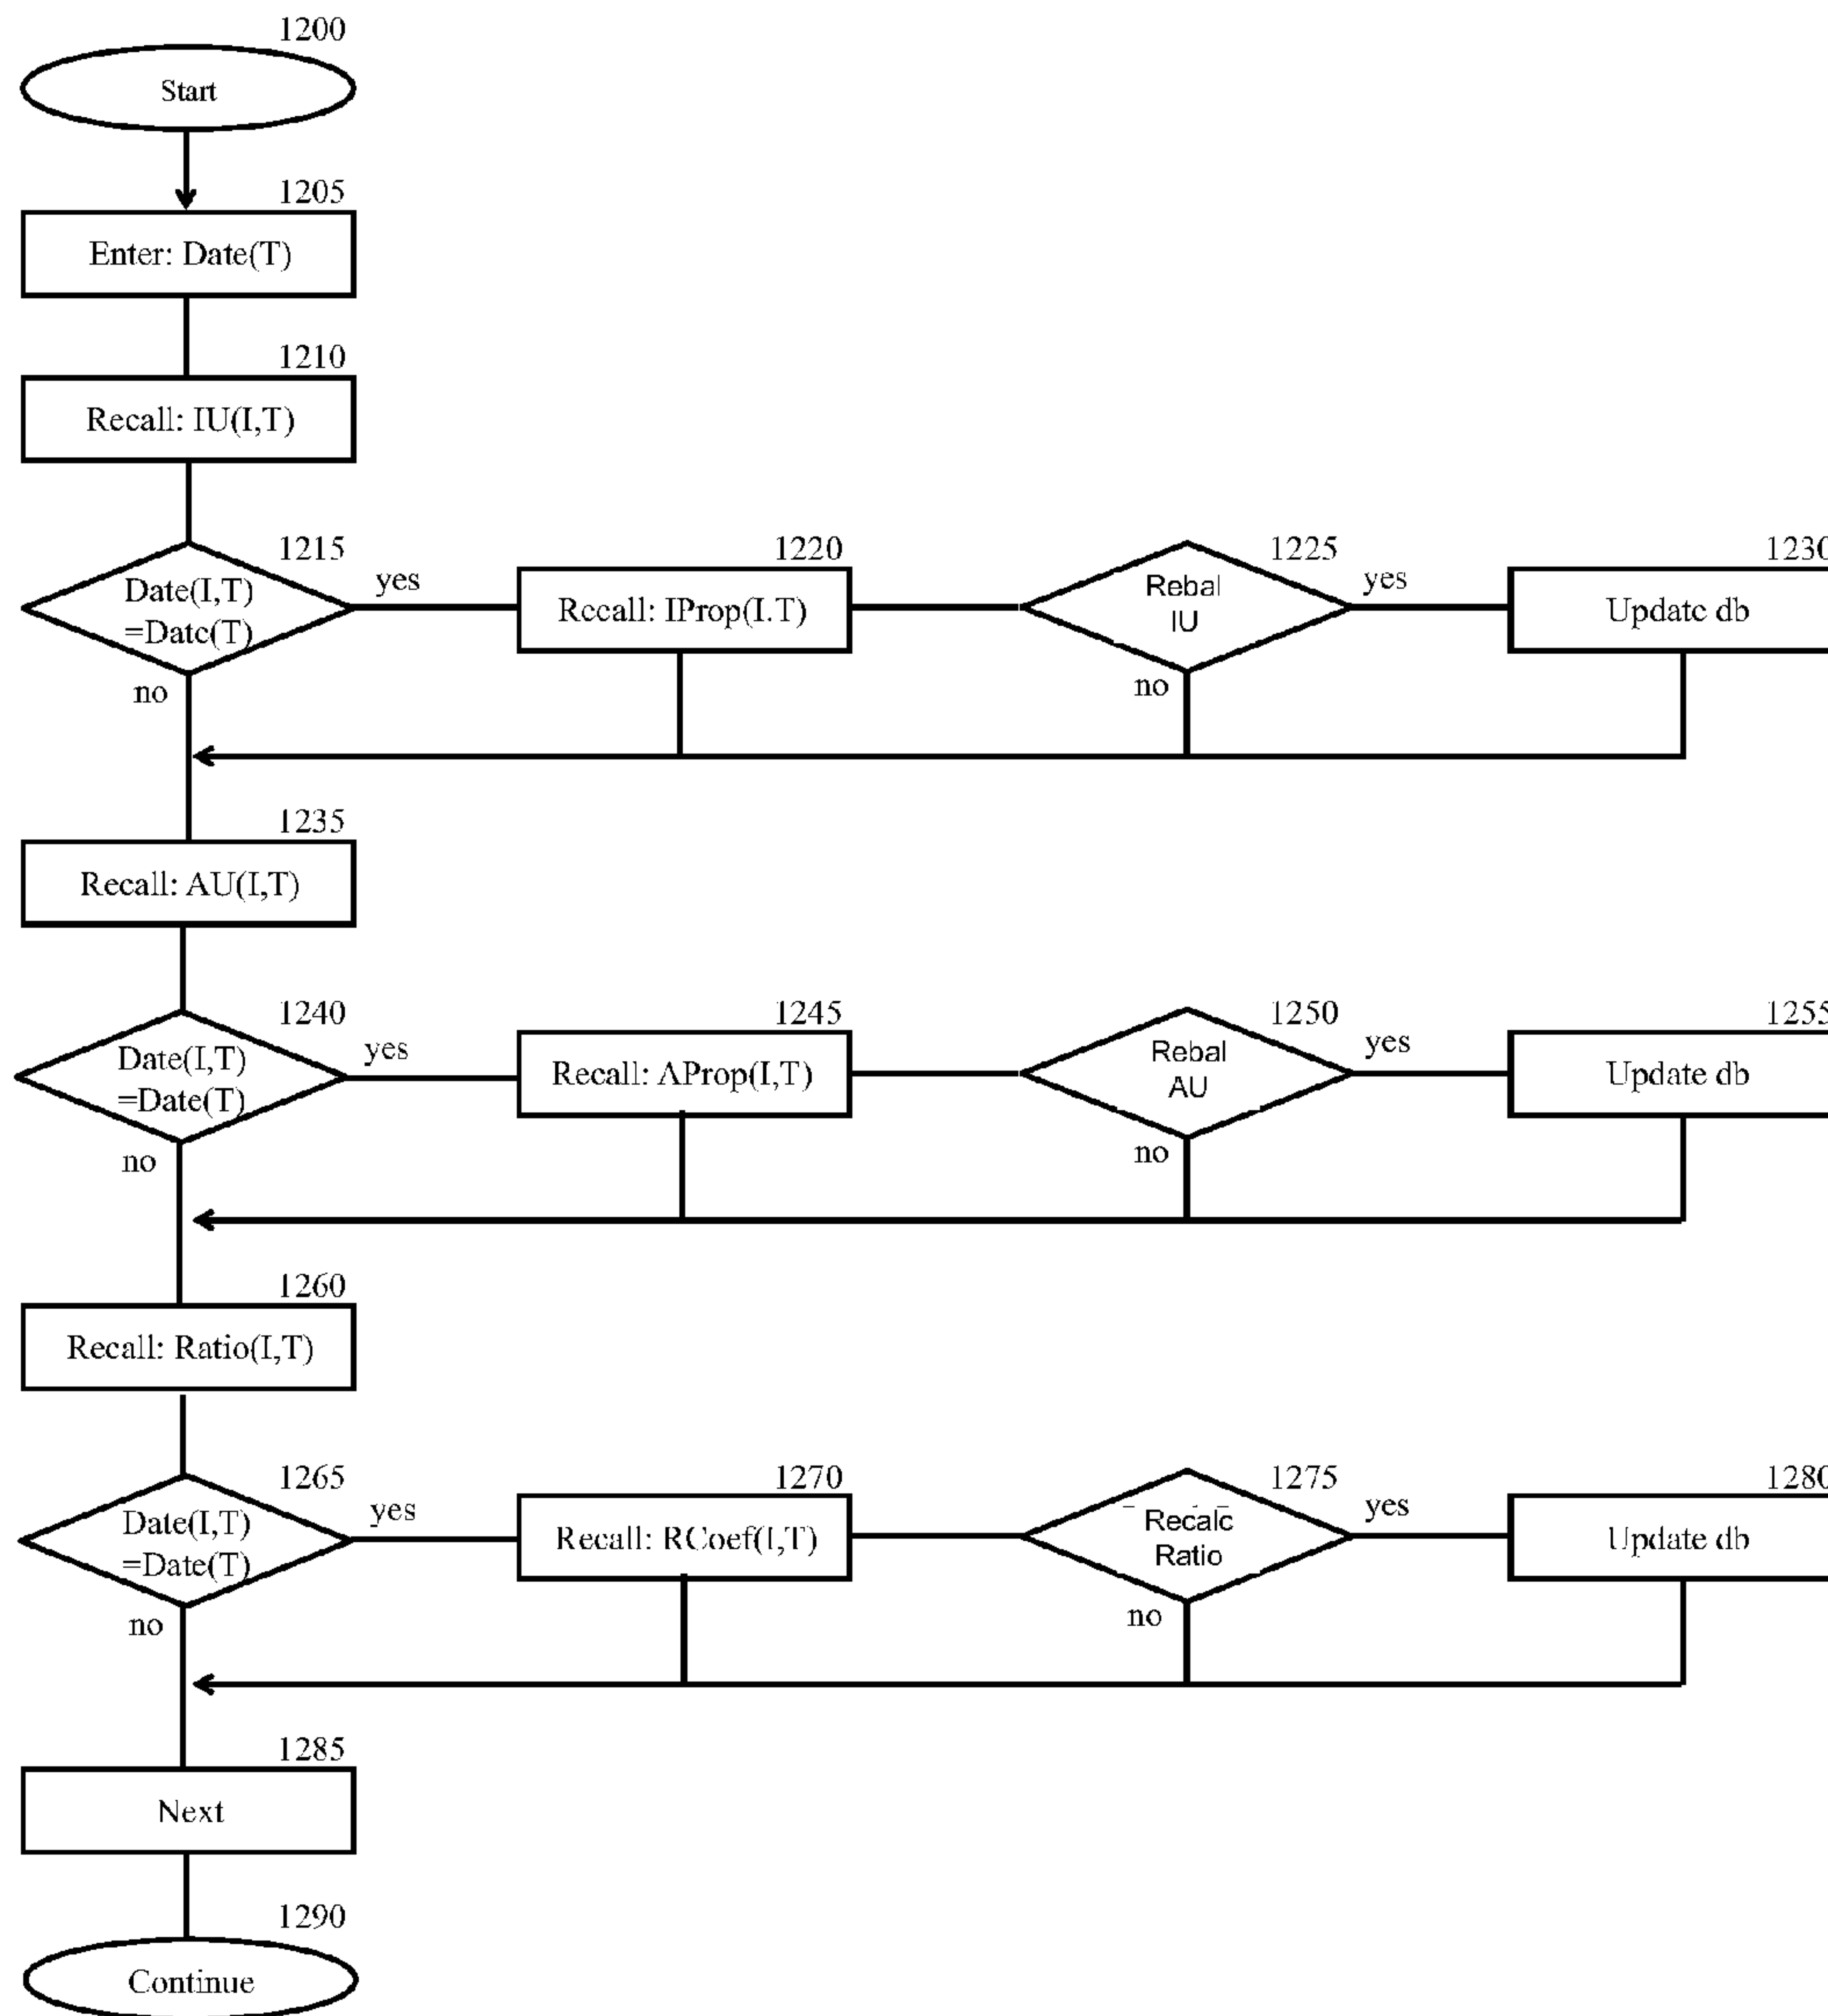 1200
Start
1205
Enter: Date(T)
1210
Recall: IU(I,T)
1215
Date(I,T)
=Date(T)
yes
no
1220
Recall: IProp(I.T)
1225
Rebal
IU
yes
no
1230
Update db
1235
Recall: AU(I,T)
1240
Date(I,T)
=Date(T)
yes
no
1245
Recall: AProp(I,T)
1250
Rebal
AU
yes
no
1255
Update db
1260
Recall: Ratio(I,T)
1265
Date(I,T)
=Date(T)
yes
no
1270
Recall: RCoef(I,T)
1275
Recalc
Ratio
yes
no
1280
Update db
1285
Next
1290
Continue